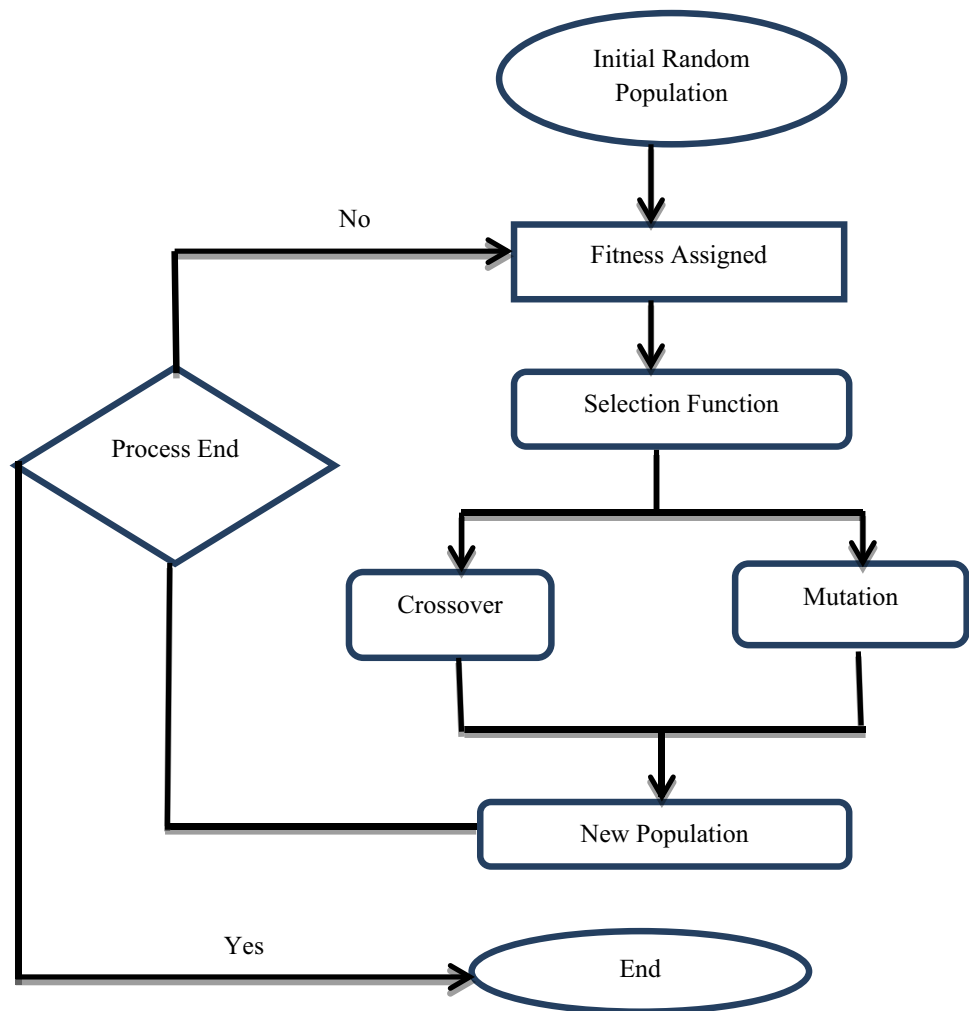 Initial Random
Population
No
Fitness Assigned
Selection Function
Process End
Crossover
Mutation
New Population
Yes
End